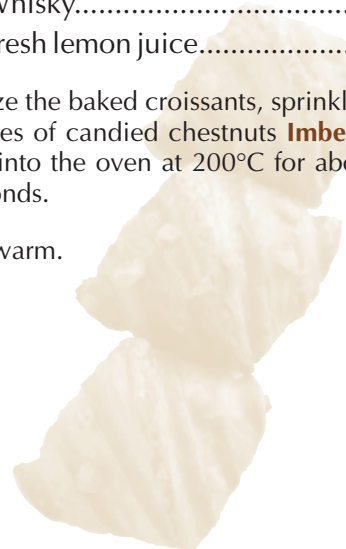 whisky..............................
resh lemon juice.......................
ze the baked croissants, sprinkl
es of candied chestnuts Imbe
into the oven at 200°C for abo
onds.
warm.